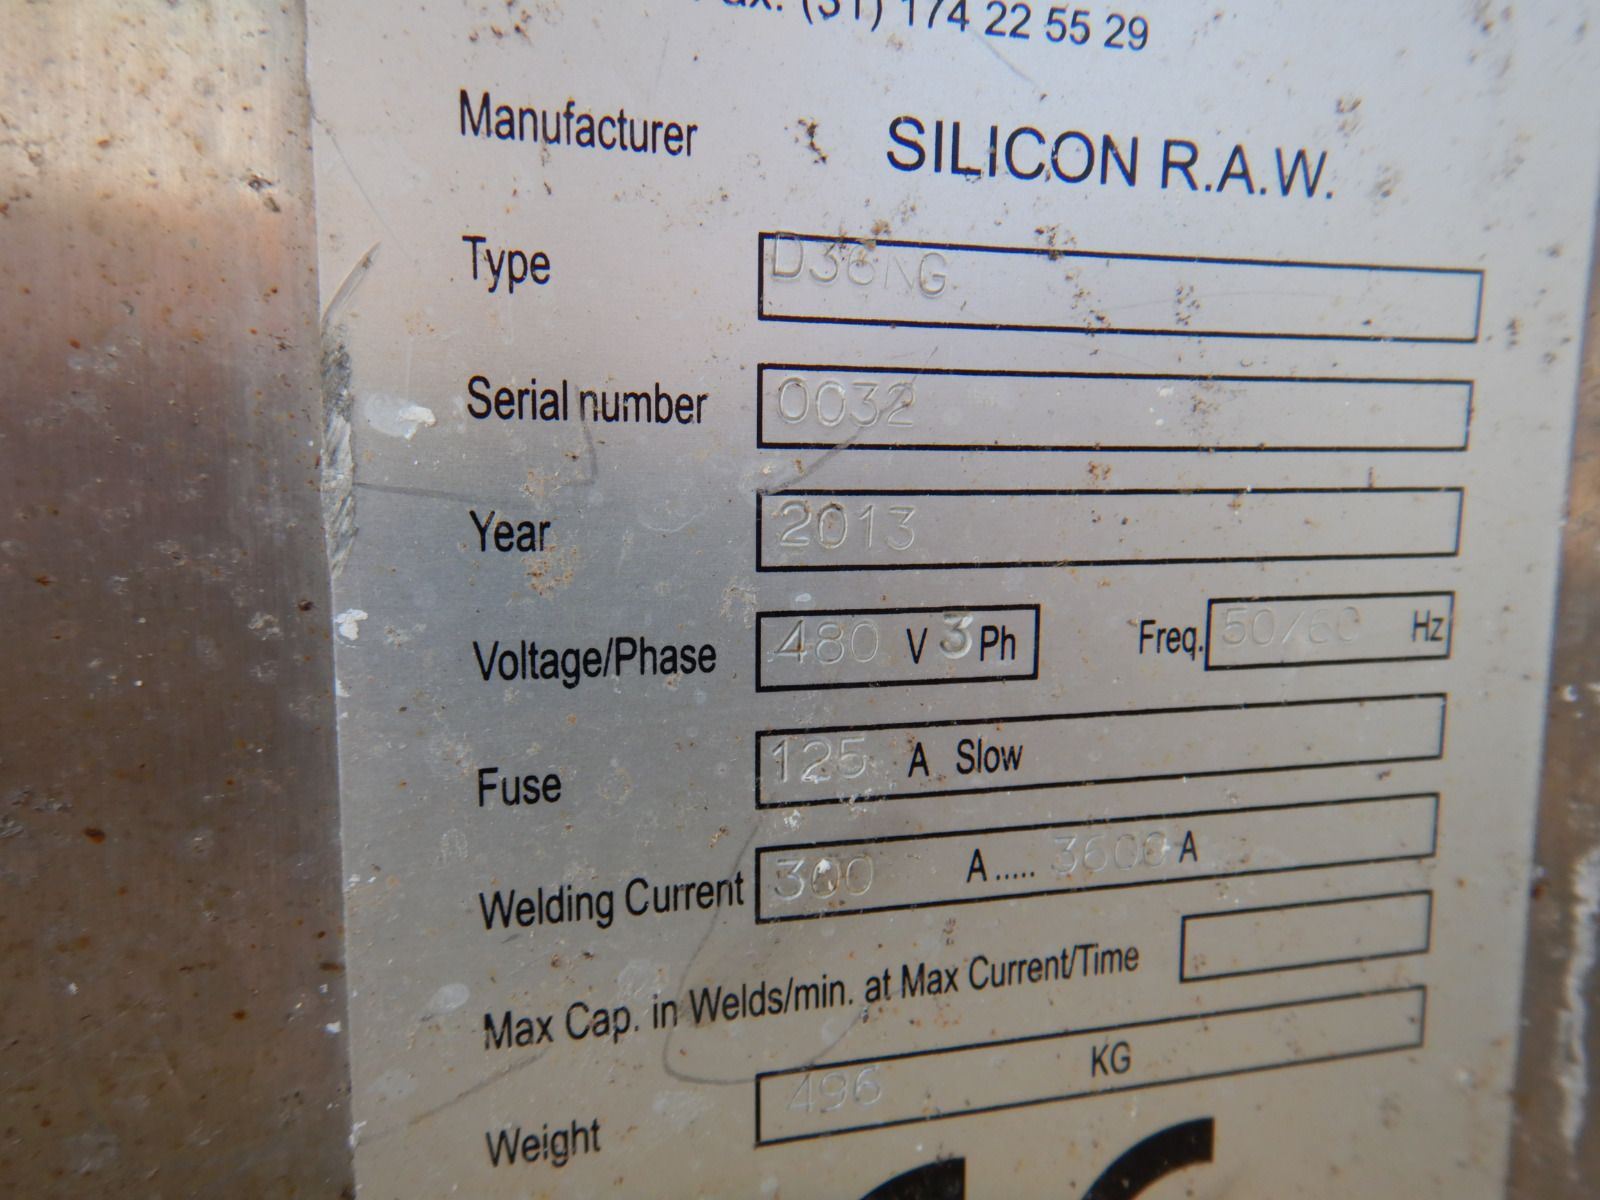 Fax. (31) 174 22 55 29
Manufacturer SILICON R.A.W.
Type D36NG
Serial number 0032
Year 2013
Voltage/Phase 480 V 3 Ph Freq. 50/60 Hz
Fuse 125 A Slow
Welding Current 300 A..... 3600 A
Max Cap. in Welds/min. at Max Current/Time
Weight 496 KG